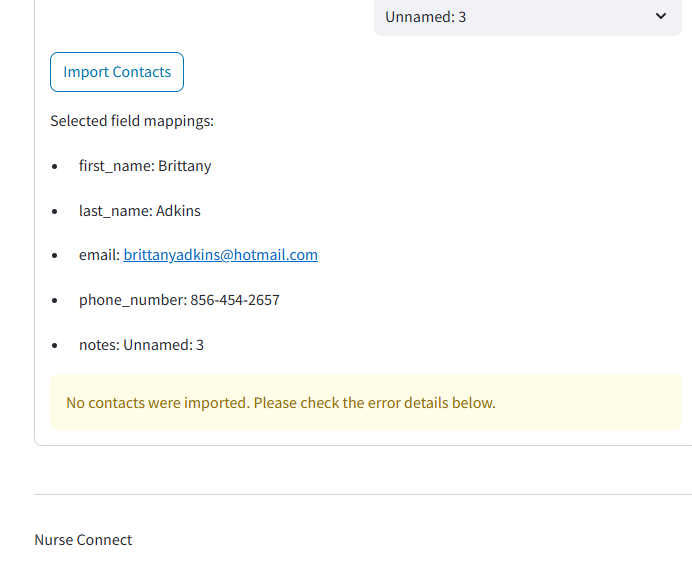 Unnamed: 3
Import Contacts
Selected field mappings:
first_name: Brittany
last_name: Adkins
email: brittanyadkins@hotmail.com
phone_number: 856-454-2657
notes: Unnamed: 3
No contacts were imported. Please check the error details below.
Nurse Connect